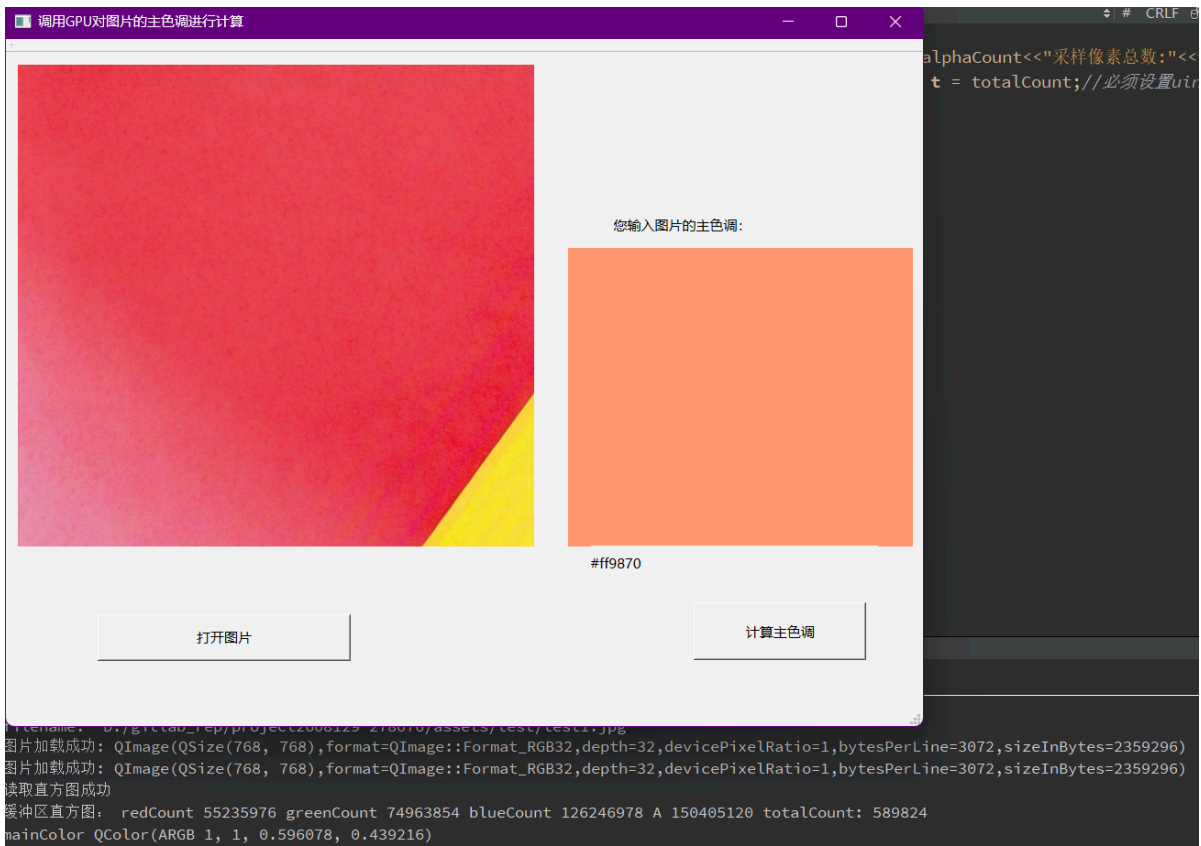 调用GPU对图片的主色调进行计算
# CRLF
alphaCount<<"采样像素总数:"<<
t = totalCount;//必须设置uin
您输入图片的主色调:
#ff9870
打开图片
计算主色调
图片加载成功: QImage(QSize(768, 768),format=QImage::Format_RGB32,depth=32,devicePixelRatio=1,bytesPerLine=3072,sizeInBytes=2359296)
图片加载成功: QImage(QSize(768, 768),format=QImage::Format_RGB32,depth=32,devicePixelRatio=1,bytesPerLine=3072,sizeInBytes=2359296)
读取直方图成功
缓冲区直方图: redCount 55235976 greenCount 74963854 blueCount 126246978 A 150405120 totalCount: 589824
mainColor QColor(ARGB 1, 1, 0.596078, 0.439216)